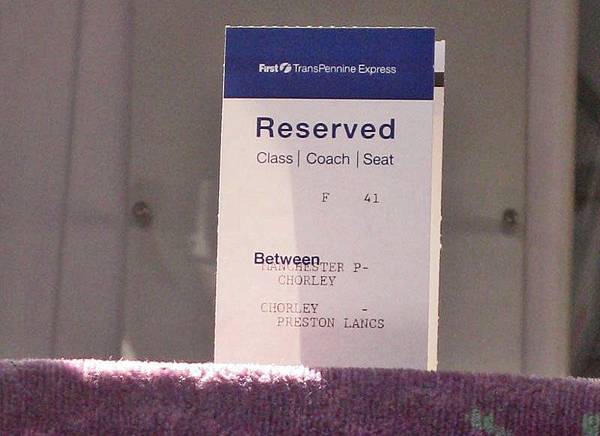 First TransPennine Express
Reserved
Class | Coach | Seat
F 41
Between
MANCHESTER P-
CHORLEY
CHORLEY -
PRESTON LANCS